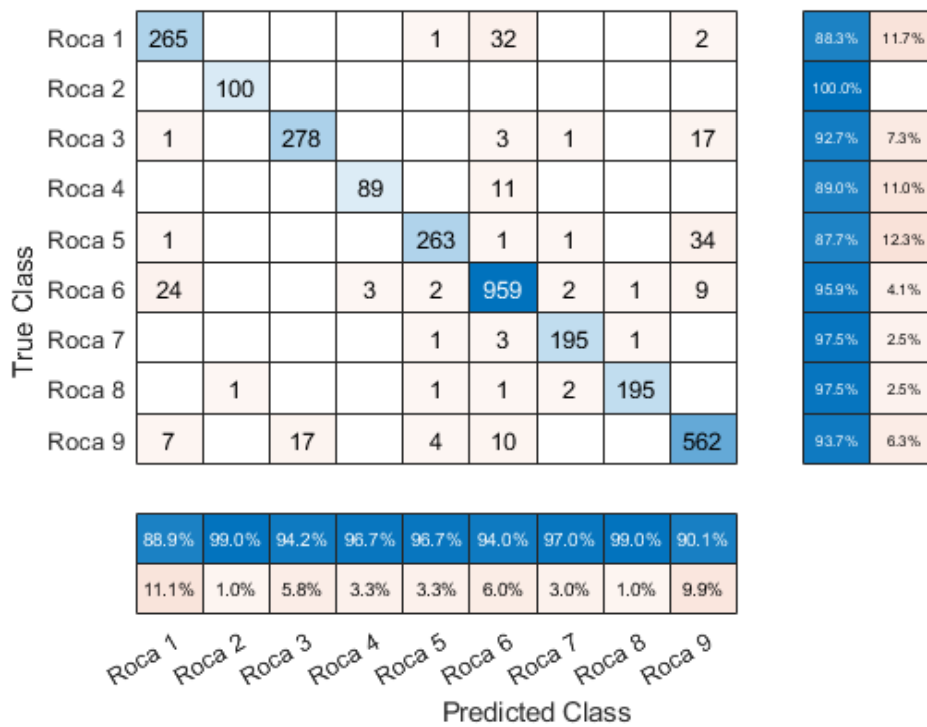 Roca 1 265 1 32 2 88.3% 11.7%
Roca 2 100 100.0%
Roca 3 1 278 3 1 17 92.7% 7.3%
Roca 4 89 11 89.0% 11.0%
Roca 5 1 263 1 1 34 87.7% 12.3%
Roca 6 24 3 2 959 2 1 9 95.9% 4.1%
Roca 7 1 3 195 1 97.5% 2.5%
Roca 8 1 1 1 2 195 97.5% 2.5%
Roca 9 7 17 4 10 562 93.7% 6.3%
True Class
88.9% 99.0% 94.2% 96.7% 96.7% 94.0% 97.0% 99.0% 90.1%
11.1% 1.0% 5.8% 3.3% 3.3% 6.0% 3.0% 1.0% 9.9%
Roca 1 Roca 2 Roca 3 Roca 4 Roca 5 Roca 6 Roca 7 Roca 8 Roca 9
Predicted Class